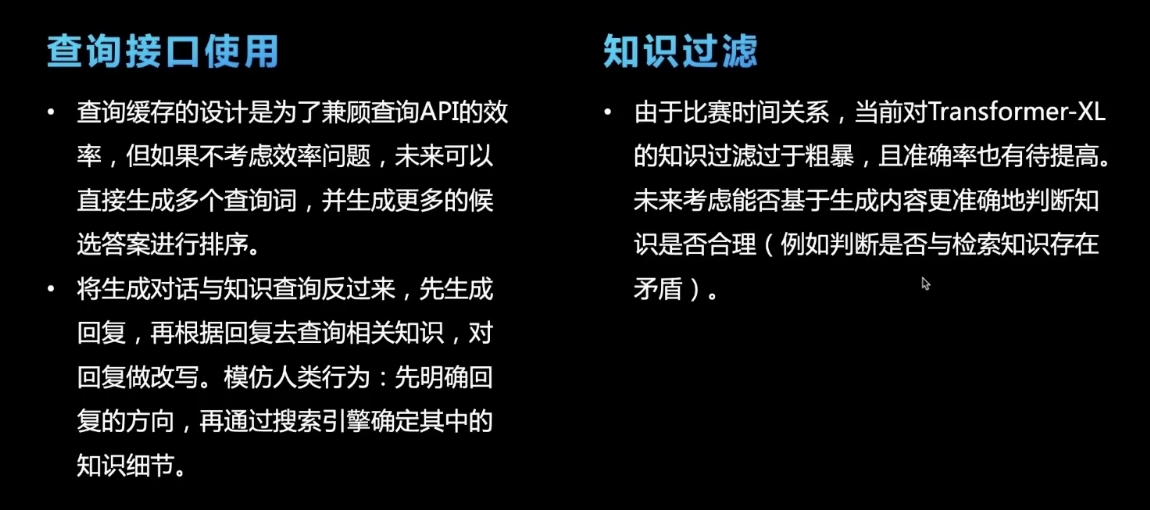 查询接口使用
• 查询缓存的设计是为了兼顾查询API的效
率，但如果不考虑效率问题，未来可以
直接生成多个查询词，并生成更多的候
选答案进行排序。
• 将生成对话与知识查询反过来，先生成
回复，再根据回复去查询相关知识，对
回复做改写。模仿人类行为：先明确回
复的方向，再通过搜索引擎确定其中的
知识细节。
知识过滤
• 由于比赛时间关系，当前对Transformer-XL
的知识过滤过于粗暴，且准确率也有待提高。
未来考虑能否基于生成内容更准确地判断知
识是否合理（例如判断是否与检索知识存在
矛盾）。